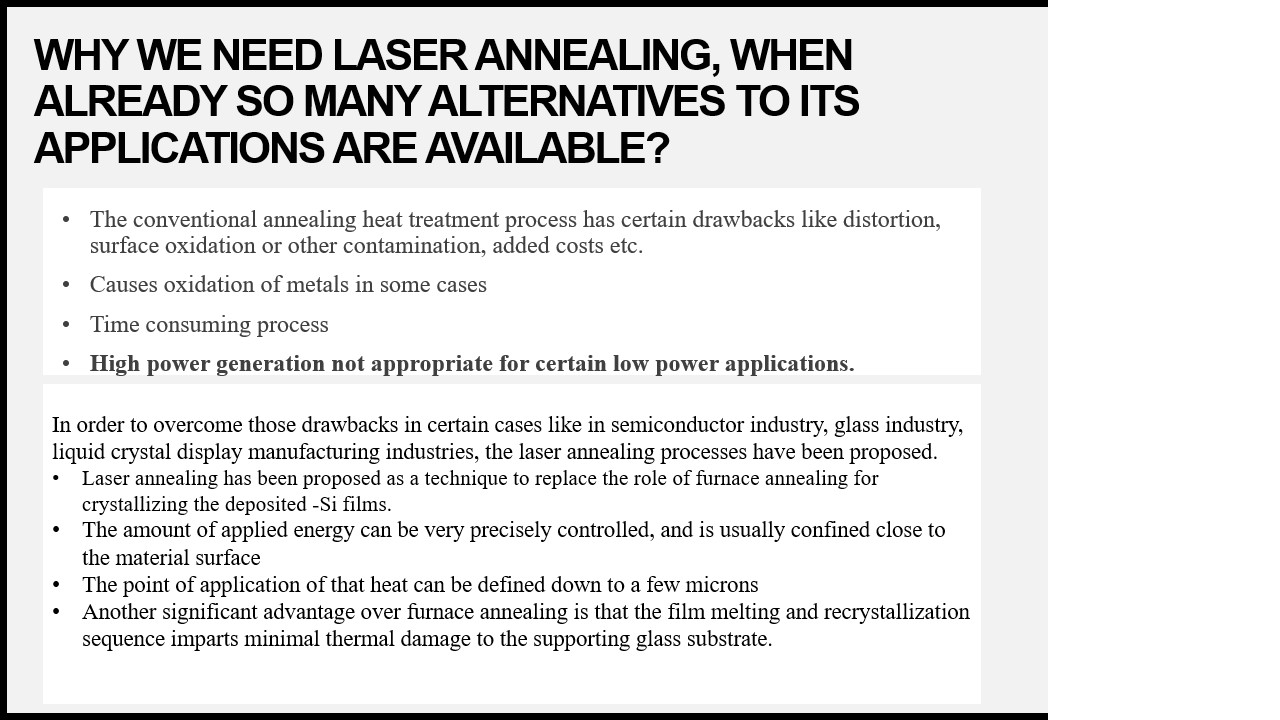 WHY WE NEED LASER ANNEALING, WHEN
ALREADY SO MANY ALTERNATIVES TO ITS
APPLICATIONS ARE AVAILABLE?
• The conventional annealing heat treatment process has certain drawbacks like distortion,
surface oxidation or other contamination, added costs etc.
• Causes oxidation of metals in some cases
• Time consuming process
• High power generation not appropriate for certain low power applications.
In order to overcome those drawbacks in certain cases like in semiconductor industry, glass industry,
liquid crystal display manufacturing industries, the laser annealing processes have been proposed.
• Laser annealing has been proposed as a technique to replace the role of furnace annealing for
crystallizing the deposited -Si films.
• The amount of applied energy can be very precisely controlled, and is usually confined close to
the material surface
• The point of application of that heat can be defined down to a few microns
• Another significant advantage over furnace annealing is that the film melting and recrystallization
sequence imparts minimal thermal damage to the supporting glass substrate.